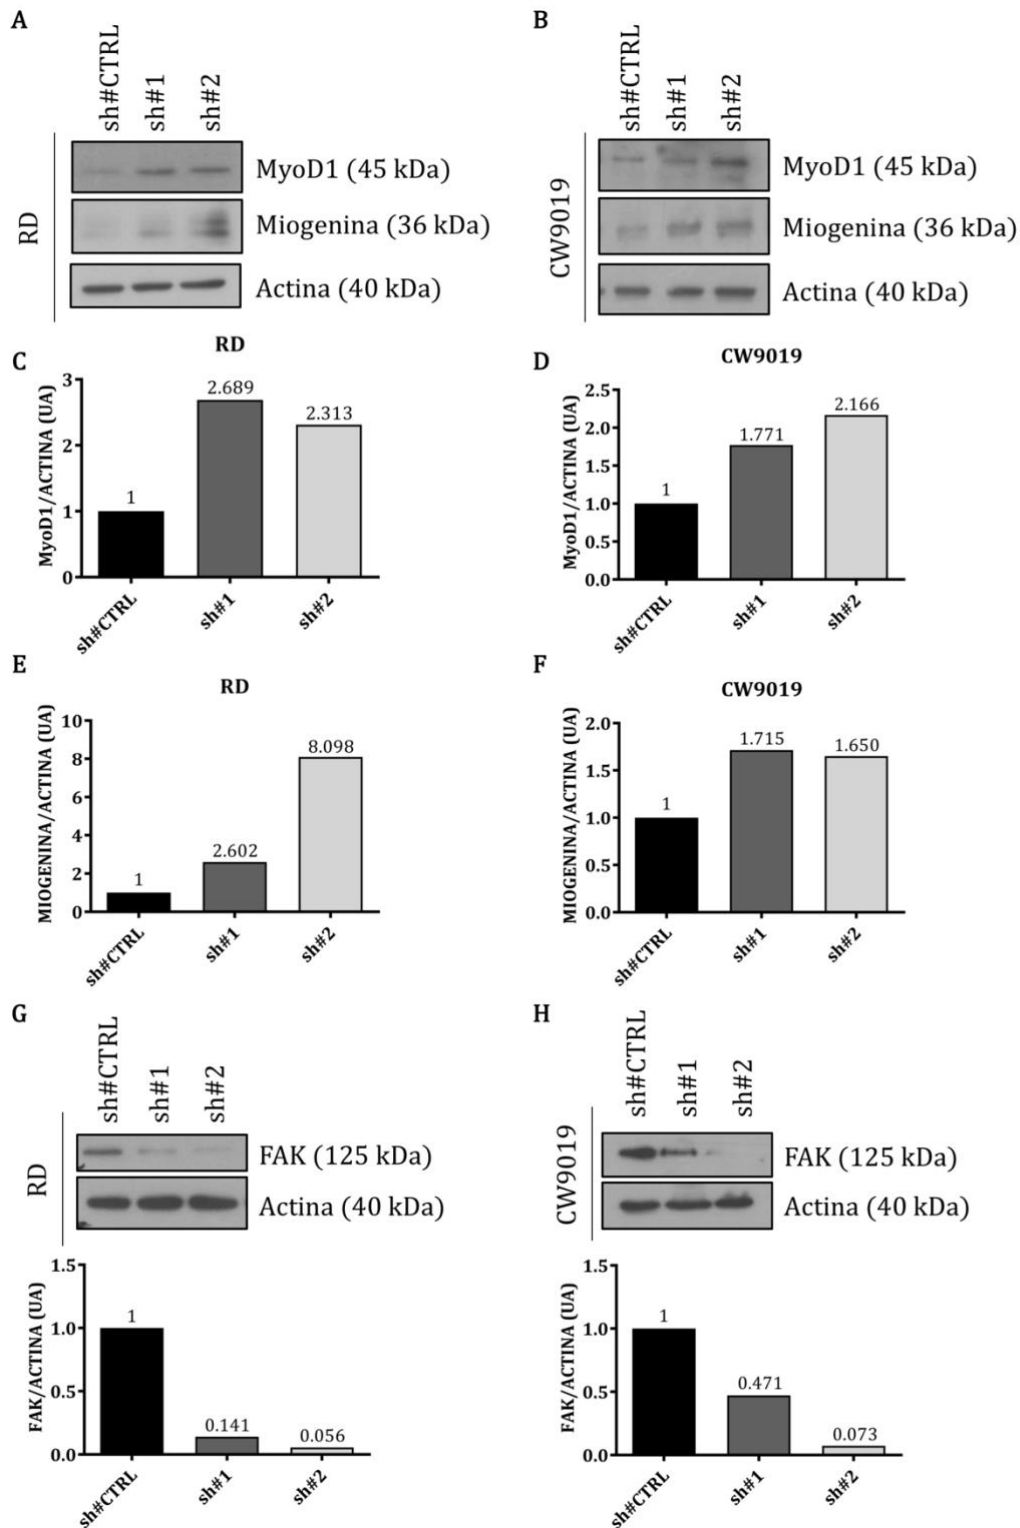 A
sh#CTRL
sh#1
sh#2
RD
MyoD1 (45 kDa)
Miogenina (36 kDa)
Actina (40 kDa)
B
sh#CTRL
sh#1
sh#2
CW9019
MyoD1 (45 kDa)
Miogenina (36 kDa)
Actina (40 kDa)
C
RD
MyoD1/ACTINA (UA)
3
2
1
0
1
2.689
2.313
sh#CTRL
sh#1
sh#2
D
CW9019
MyoD1/ACTINA (UA)
2.5
2.0
1.5
1.0
0.5
0.0
1
1.771
2.166
sh#CTRL
sh#1
sh#2
E
RD
MIOGENINA/ACTINA (UA)
10
8
6
4
2
0
1
2.602
8.098
sh#CTRL
sh#1
sh#2
F
CW9019
MIOGENINA/ACTINA (UA)
2.0
1.5
1.0
0.5
0.0
1
1.715
1.650
sh#CTRL
sh#1
sh#2
G
sh#CTRL
sh#1
sh#2
RD
FAK (125 kDa)
Actina (40 kDa)
FAK/ACTINA (UA)
1.5
1.0
0.5
0.0
1
0.141
0.056
sh#CTRL
sh#1
sh#2
H
sh#CTRL
sh#1
sh#2
CW9019
FAK (125 kDa)
Actina (40 kDa)
FAK/ACTINA (UA)
1.5
1.0
0.5
0.0
1
0.471
0.073
sh#CTRL
sh#1
sh#2